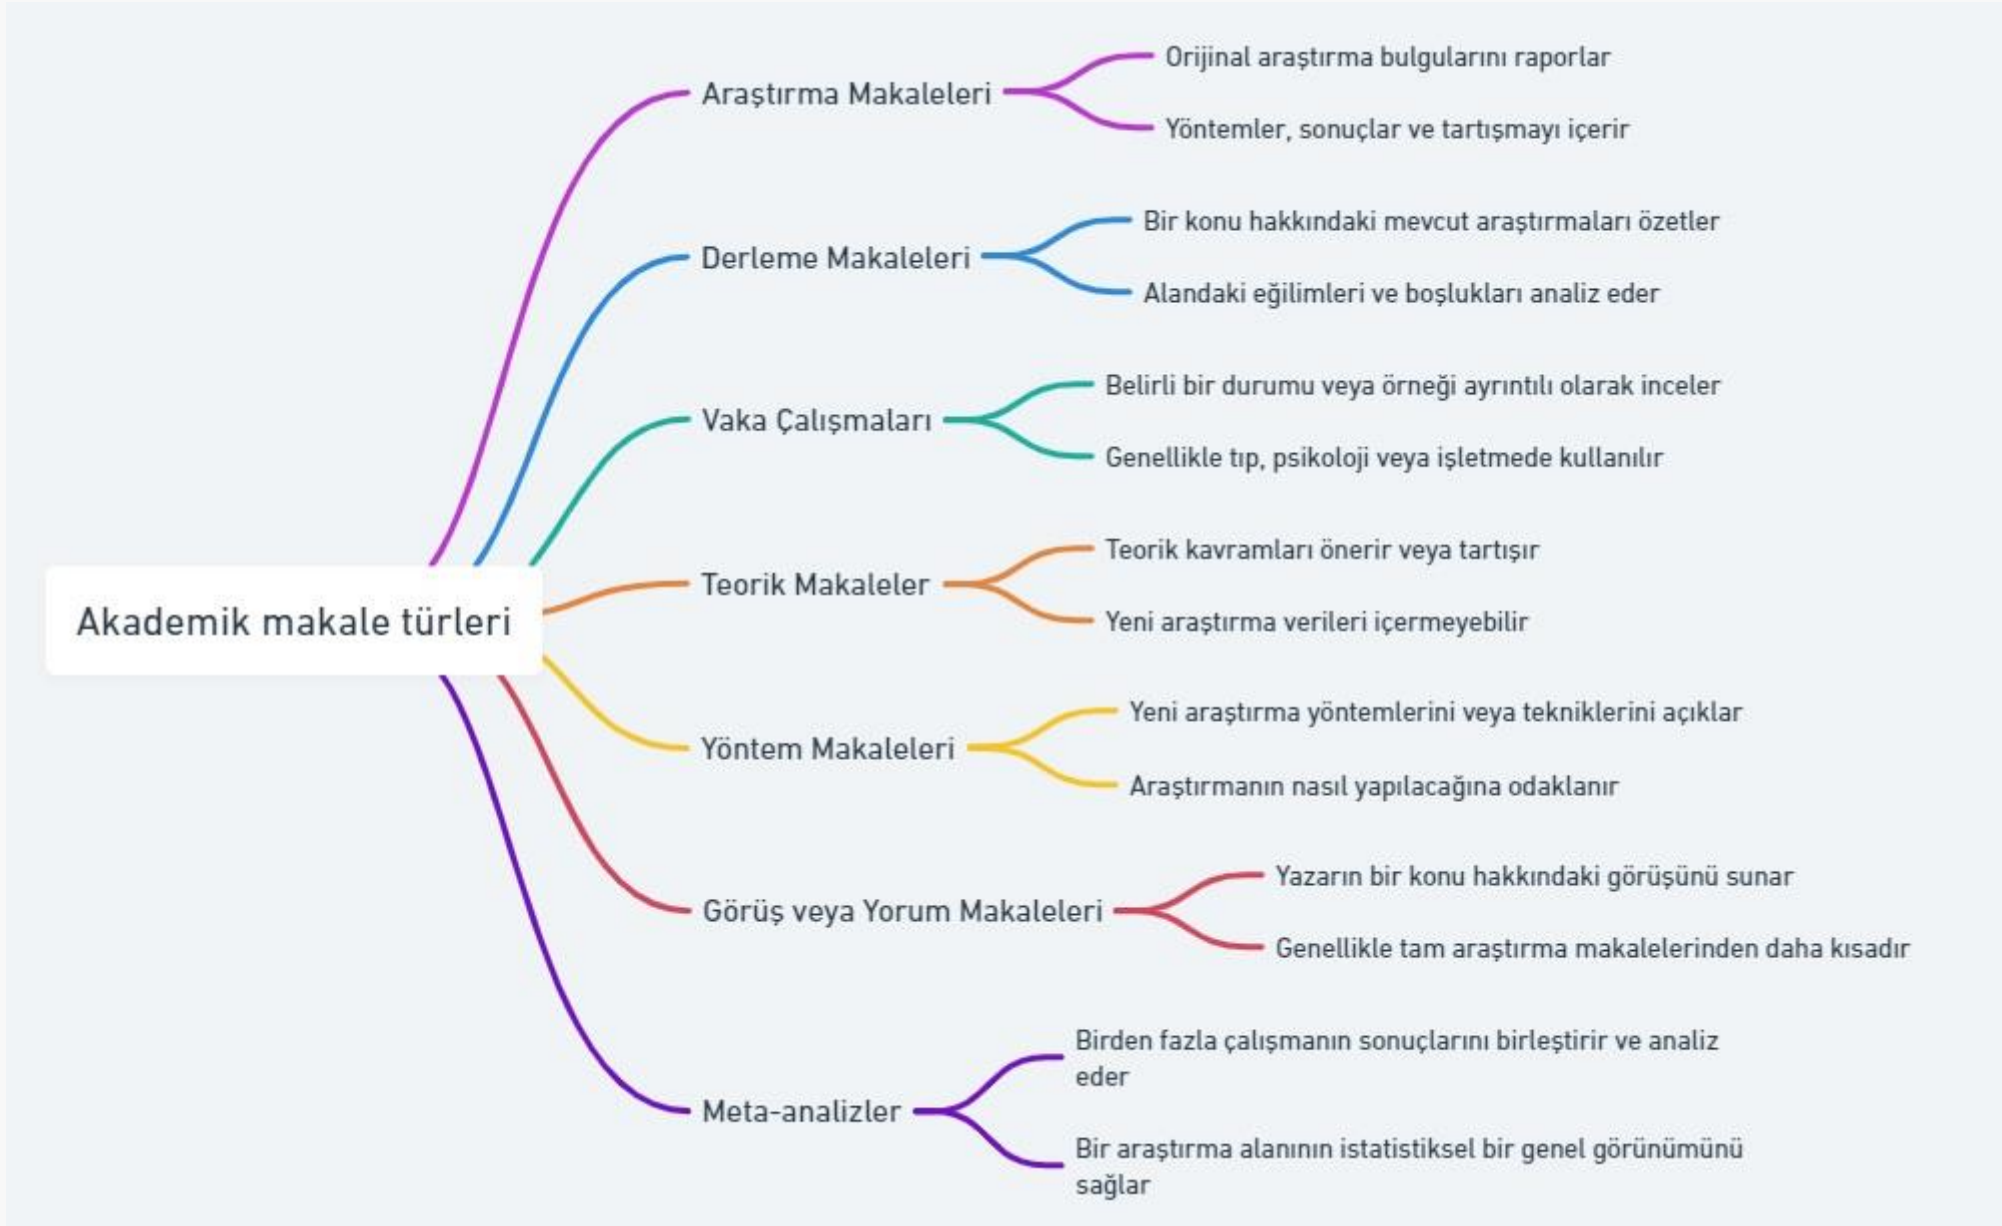 Akademik makale türleri
Araştırma Makaleleri
Orijinal araştırma bulgularını raporlar
Yöntemler, sonuçlar ve tartışmayı içerir
Derleme Makaleleri
Bir konu hakkındaki mevcut araştırmaları özetler
Alandaki eğilimleri ve boşlukları analiz eder
Vaka Çalışmaları
Belirli bir durumu veya örneği ayrıntılı olarak inceler
Genellikle tıp, psikoloji veya işletmede kullanılır
Teorik Makaleler
Teorik kavramları önerir veya tartışır
Yeni araştırma verileri içermeyebilir
Yöntem Makaleleri
Yeni araştırma yöntemlerini veya tekniklerini açıklar
Araştırmanın nasıl yapılacağına odaklanır
Görüş veya Yorum Makaleleri
Yazarın bir konu hakkındaki görüşünü sunar
Genellikle tam araştırma makalelerinden daha kısadır
Meta-analizler
Birden fazla çalışmanın sonuçlarını birleştirir ve analiz
eder
Bir araştırma alanının istatistiksel bir genel görünümünü
sağlar